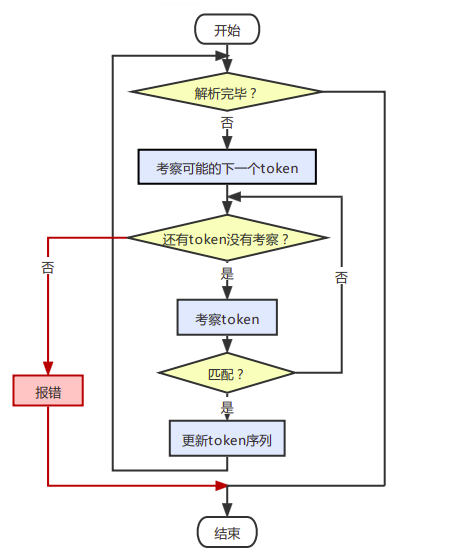 开始
解析完毕？
否
考察可能的下一个token
还有token没有考察？
否
是
否
考察token
匹配？
报错
是
更新token序列
结束